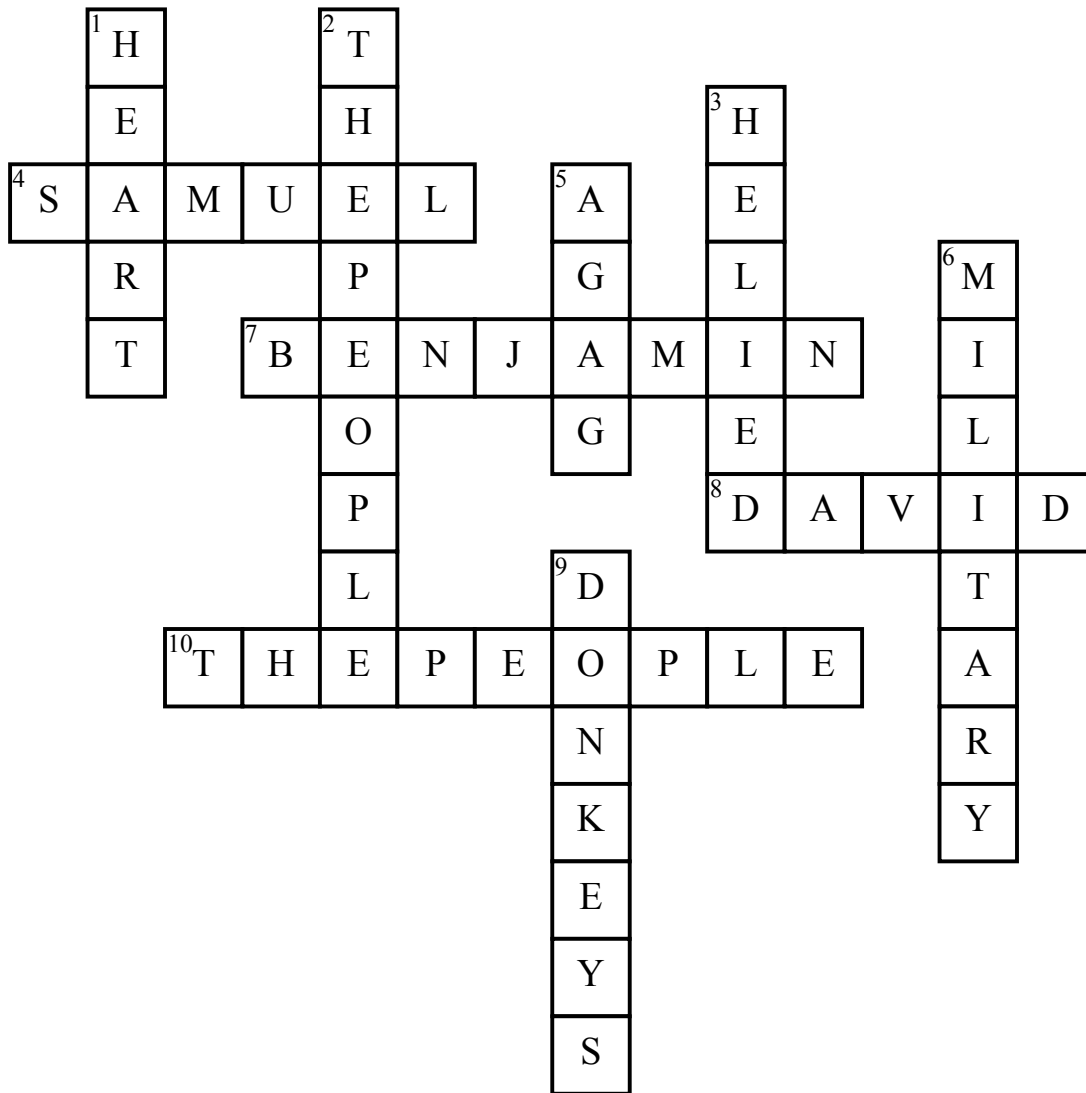 1 H 2 T
E H 3 H
4 S A M U E L 5 A E
R P G L 6 M
T 7 B E N J A M I N I
O G E L
P 8 D A V I D
L 9 D T
10 T H E P E O P L E A
N R
K Y
E
Y
S